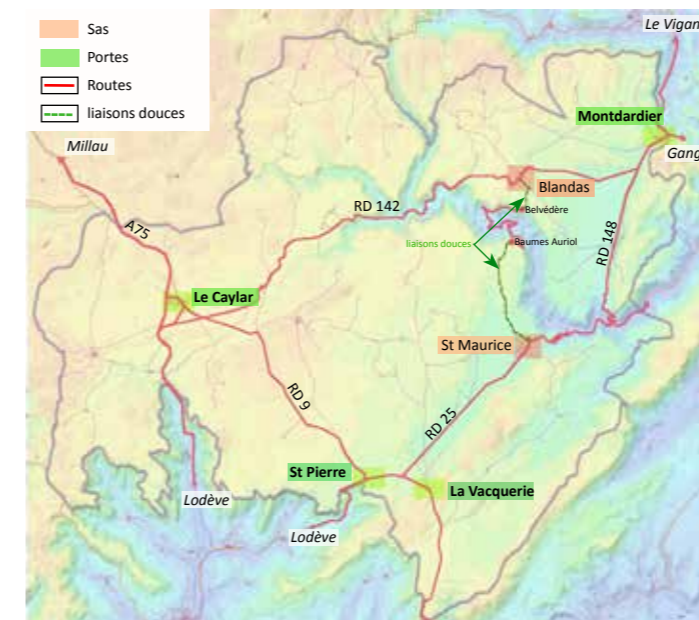 Sas
Portes
Routes
liaisons douces
Le Vigan
Montdardier
Millau
Gang
Blandas
RD 142
Belvédère
A75
liaisons douces
Baumes Auriol
RD 148
Le Caylar
St Maurice
RD 9
RD 25
St Pierre
La Vacquerie
Lodève
Lodève